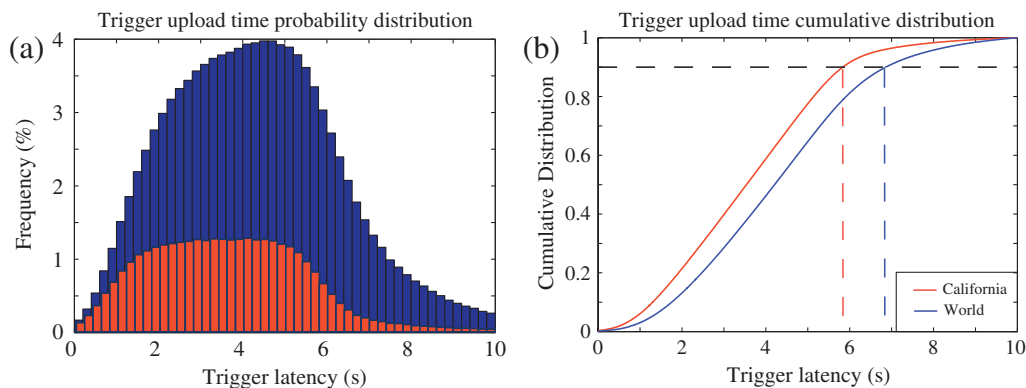 Trigger upload time probability distribution
(a)
4
3
2
1
0
Frequency (%)
0 2 4 6 8 10
Trigger latency (s)
Trigger upload time cumulative distribution
(b)
1
0.8
0.6
0.4
0.2
0
Cumulative Distribution
California
World
0 2 4 6 8 10
Trigger latency (s)